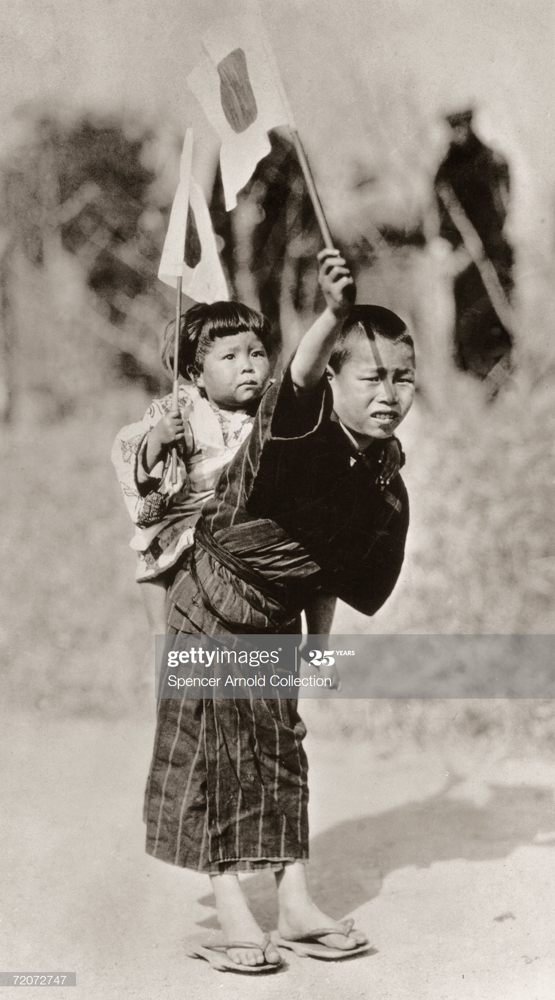 gettyimages®
25 YEARS
Spencer Arnold Collection
72072747